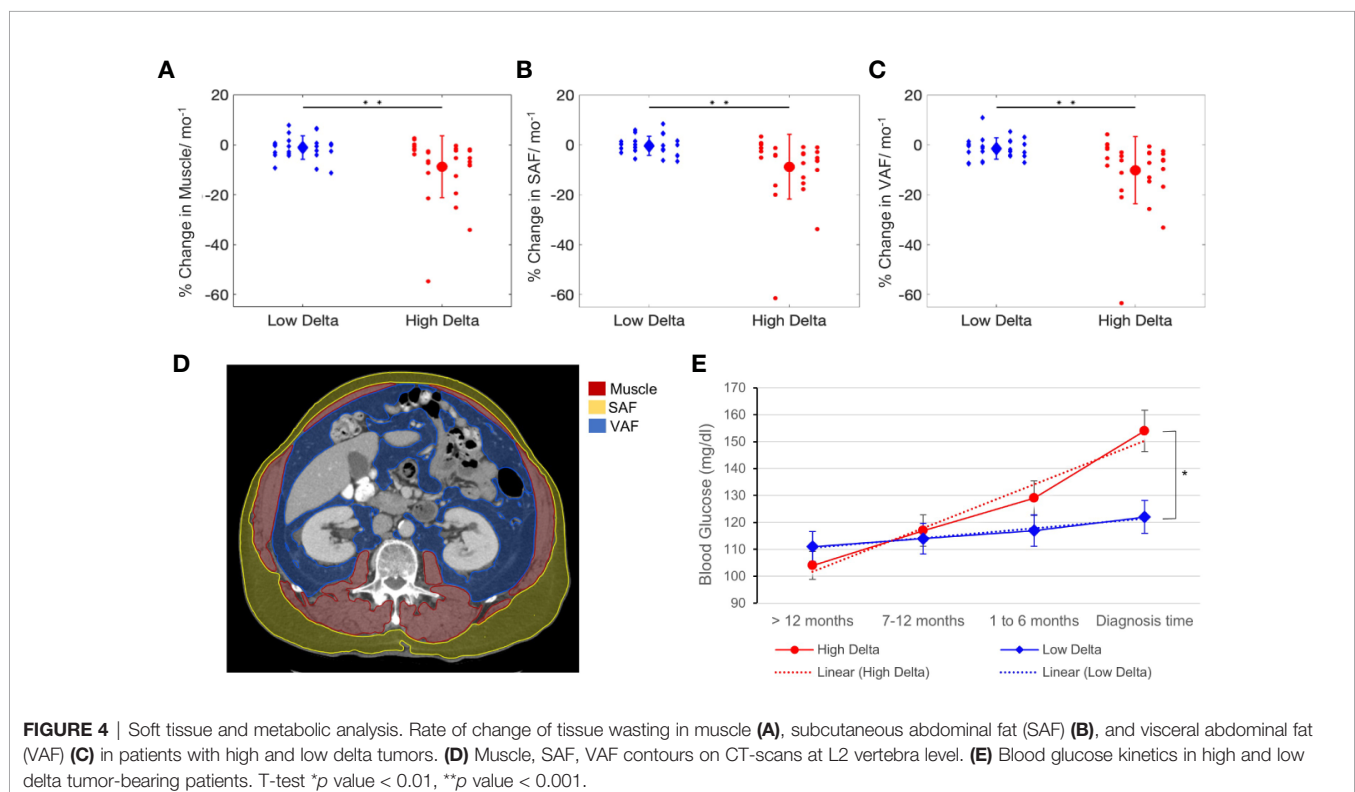 A
B
C
20
0
-20
-40
-60
% Change in Muscle/ mo⁻¹
* *
Low Delta
High Delta
20
0
-20
-40
-60
% Change in SAF/ mo⁻¹
* *
Low Delta
High Delta
20
0
-20
-40
-60
% Change in VAF/ mo⁻¹
* *
Low Delta
High Delta
D
Muscle
SAF
VAF
E
Blood Glucose (mg/dl)
170
160
150
140
130
120
110
100
90
*
> 12 months
7-12 months
1 to 6 months
Diagnosis time
High Delta
Low Delta
Linear (High Delta)
Linear (Low Delta)
FIGURE 4 | Soft tissue and metabolic analysis. Rate of change of tissue wasting in muscle (A), subcutaneous abdominal fat (SAF) (B), and visceral abdominal fat
(VAF) (C) in patients with high and low delta tumors. (D) Muscle, SAF, VAF contours on CT-scans at L2 vertebra level. (E) Blood glucose kinetics in high and low
delta tumor-bearing patients. T-test *p value < 0.01, **p value < 0.001.